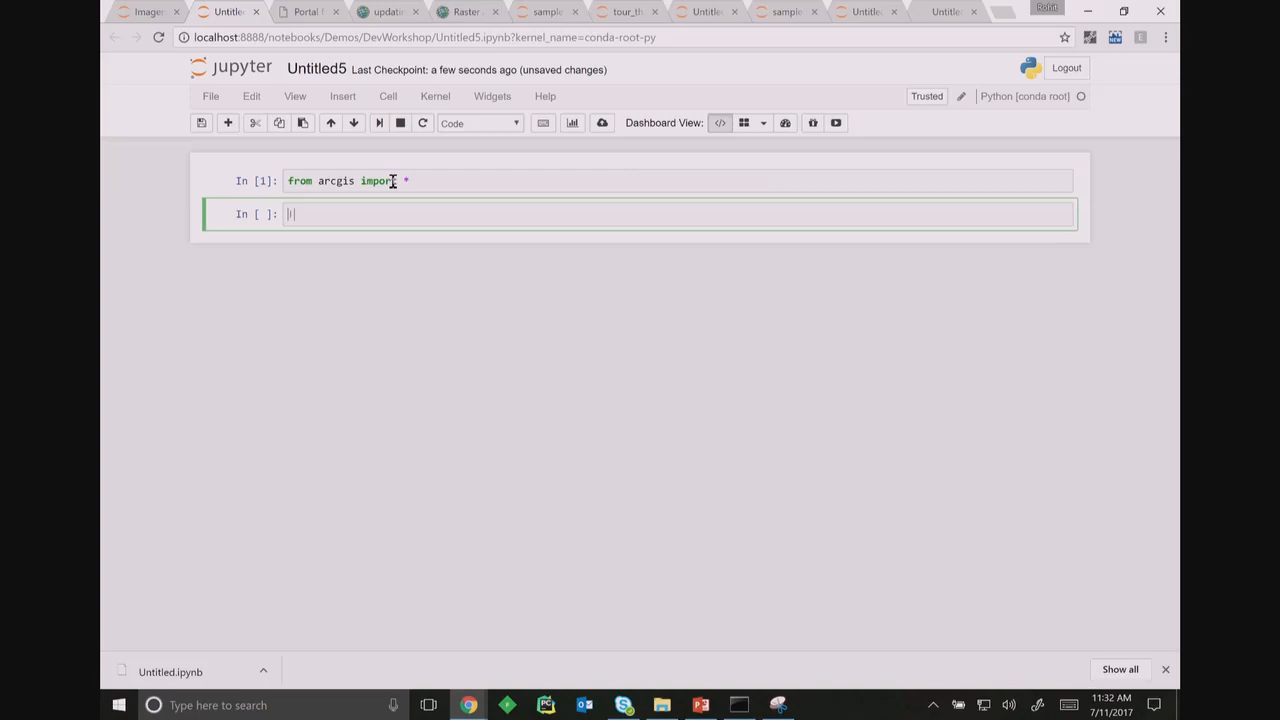 Imagen
Untitle
Portal f
updatin
Raster
sample
tour_th
Untitle
sample
Untitle
Untitle
Rohit
localhost:8888/notebooks/Demos/DevWorkshop/Untitled5.ipynb?kernel_name=conda-root-py
NEW
E
jupyter Untitled5 Last Checkpoint: a few seconds ago (unsaved changes)
Logout
File Edit View Insert Cell Kernel Widgets Help
Trusted Python [conda root]
Code Dashboard View:
In [1]: from arcgis import *
In [ ]:
Untitled.ipynb
Show all
Type here to search
11:32 AM
7/11/2017